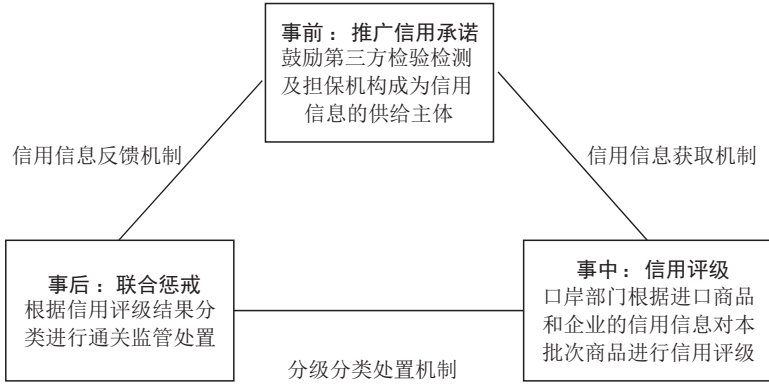 事前：推广信用承诺
鼓励第三方检验检测
及担保机构成为信用
信息的供给主体
信用信息反馈机制
信用信息获取机制
事后：联合惩戒
根据信用评级结果分
类进行通关监管处置
事中：信用评级
口岸部门根据进口商品
和企业的信用信息对本
批次商品进行信用评级
分级分类处置机制